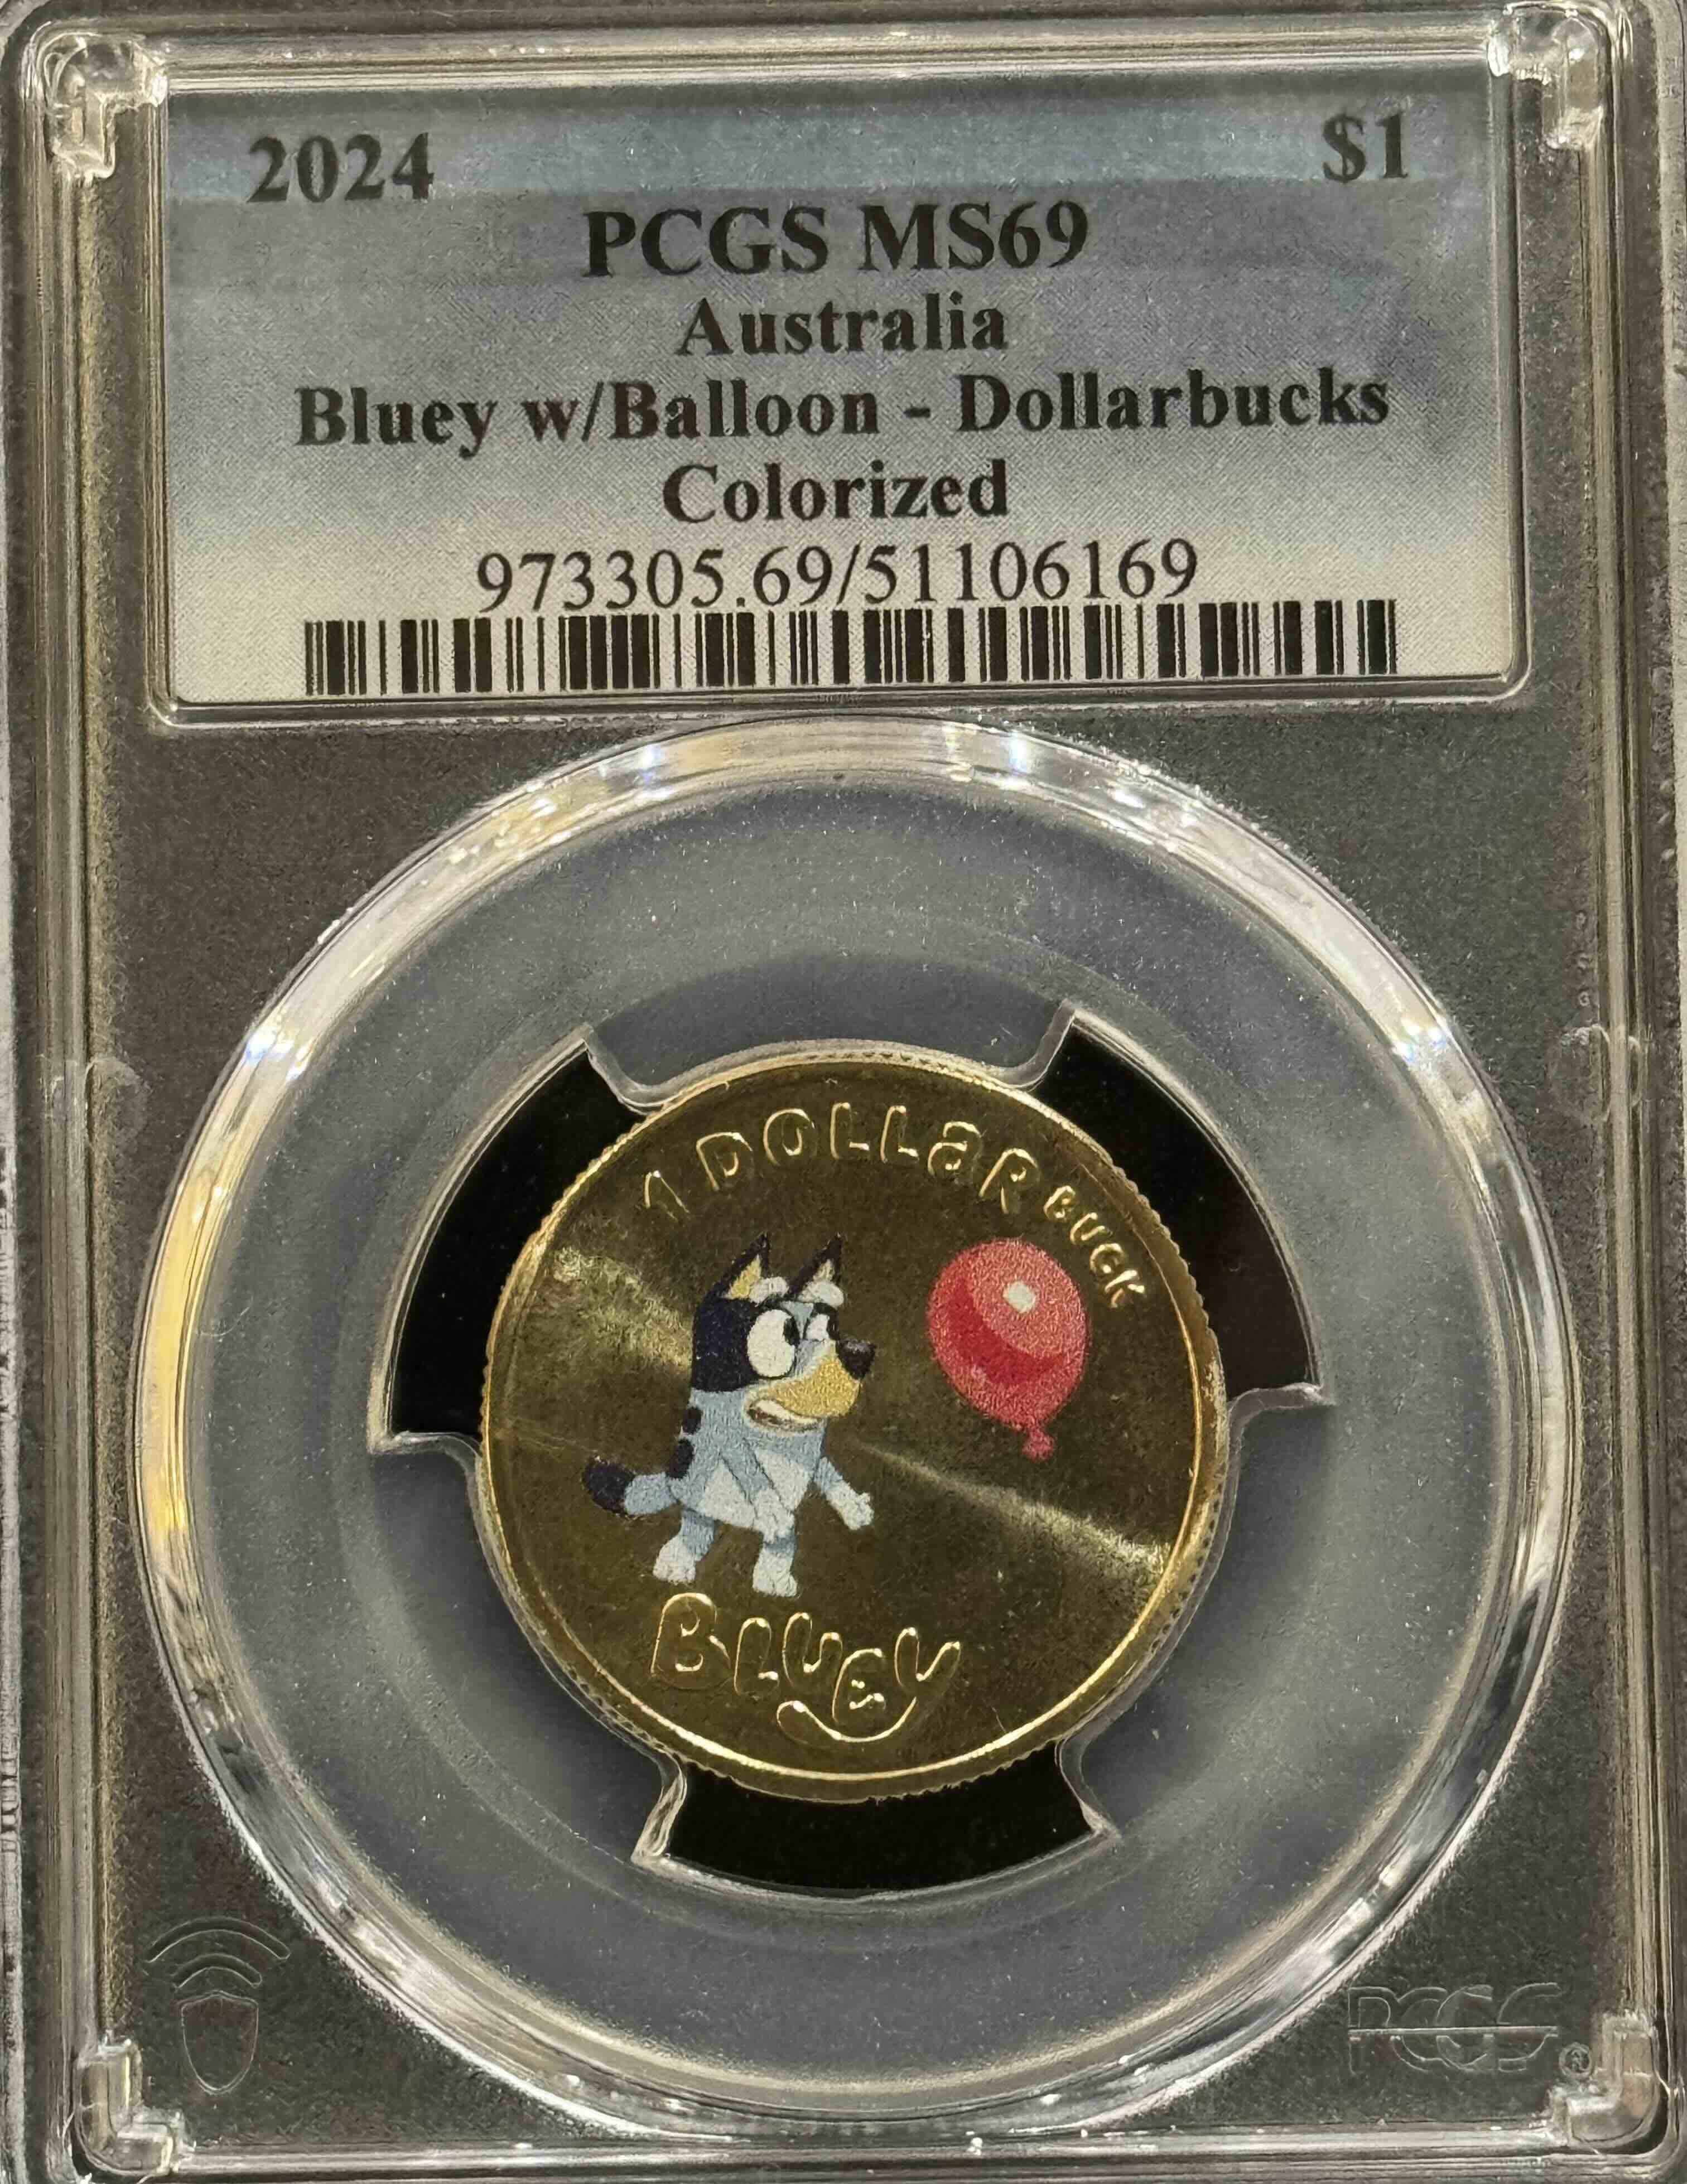 2024 $1
PCGS MS69
Australia
Bluey w/Balloon - Dollarbucks
Colorized
973305.69/51106169
1 DOLLaR BUCK
BLUEY
PCGS